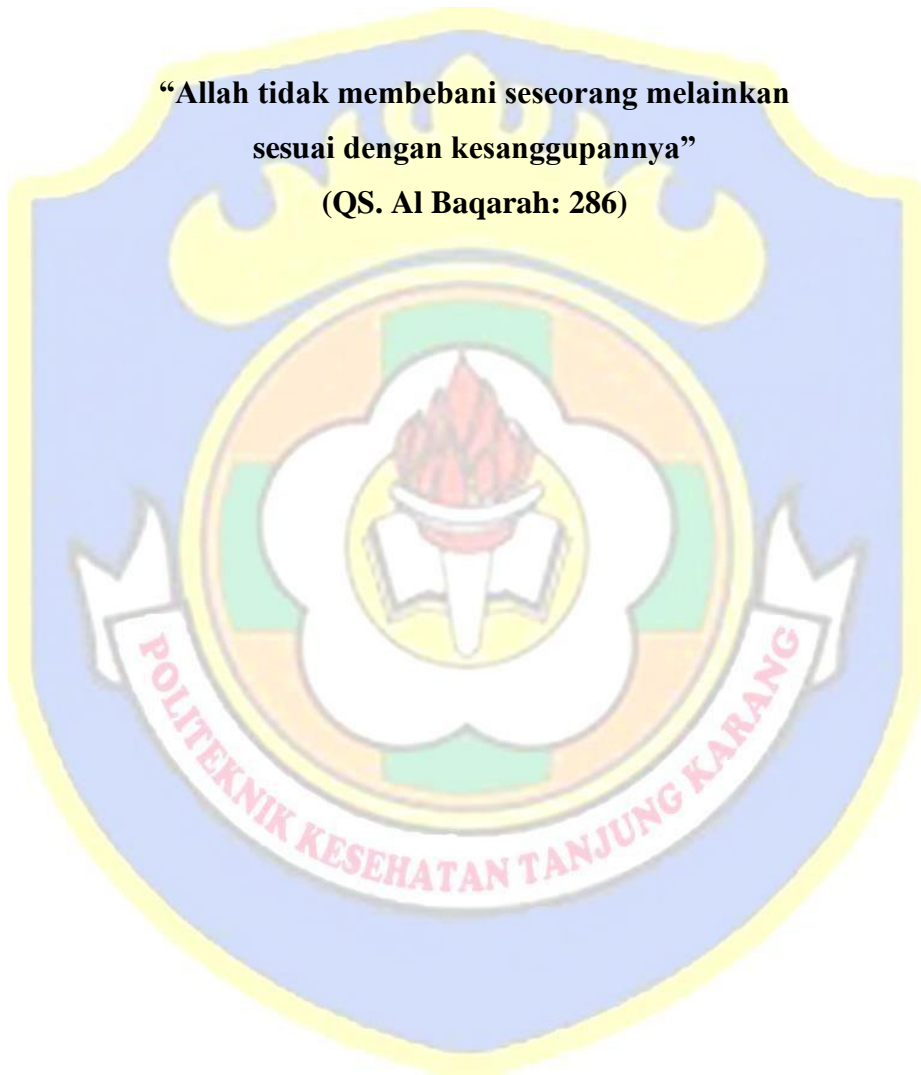 “Allah tidak membebani seseorang melainkan
sesuai dengan kesanggupannya”
(QS. Al Baqarah: 286)
POLITEKNIK KESEHATAN TANJUNG KARANG